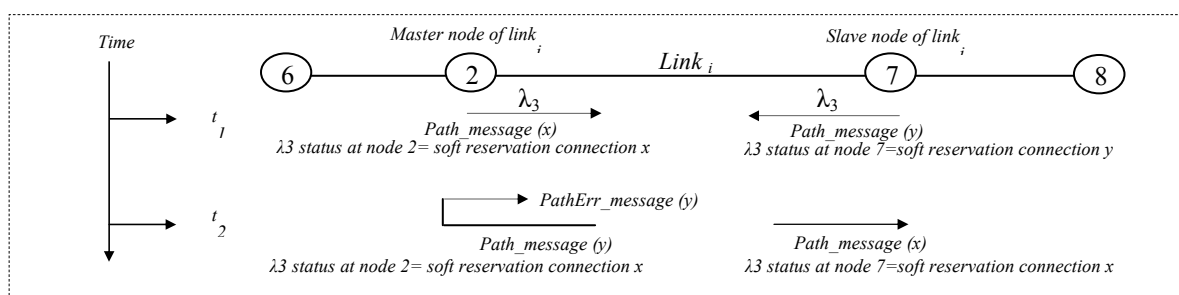 Time
Master node of link i
Slave node of link i
6
2
Link i
7
8
t1
λ3
λ3
Path_message (x)
Path_message (y)
λ3 status at node 2= soft reservation connection x
λ3 status at node 7=soft reservation connection y
t2
PathErr_message (y)
Path_message (y)
Path_message (x)
λ3 status at node 2= soft reservation connection x
λ3 status at node 7=soft reservation connection x